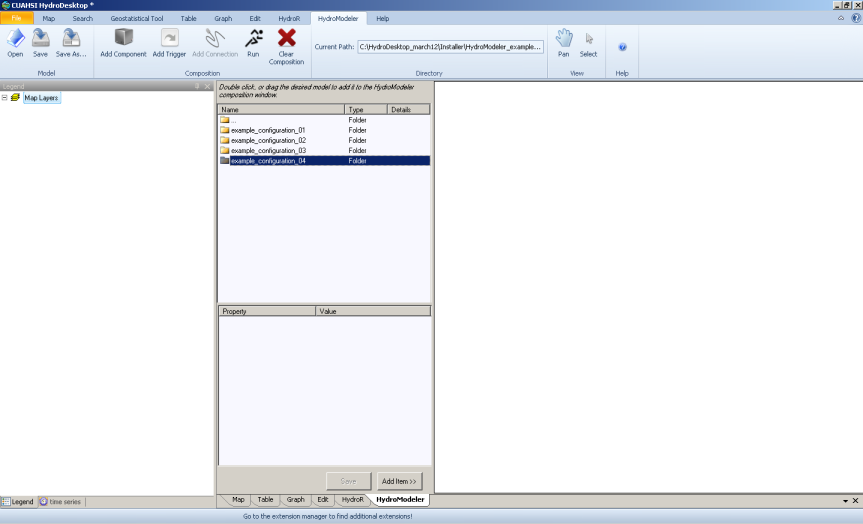 CUAHSI HydroDesktop *
File Map Search Geostatistical Tool Table Graph Edit HydroR HydroModeler Help
Open Save Save As... Add Component Add Trigger Add Connection Run Clear Composition Current Path: C:\HydroDesktop_march12\Installer\HydroModeler_example... Pan Select
Model Composition Directory View Help
Legend
Map Layers
Double click, or drag the desired model to add it to the HydroModeler
composition window.
Name Type Details
.. Folder
example_configuration_01 Folder
example_configuration_02 Folder
example_configuration_03 Folder
example_configuration_04 Folder
Property Value
Save Add Item >>
Legend time series
Map Table Graph Edit HydroR HydroModeler
Go to the extension manager to find additional extensions!